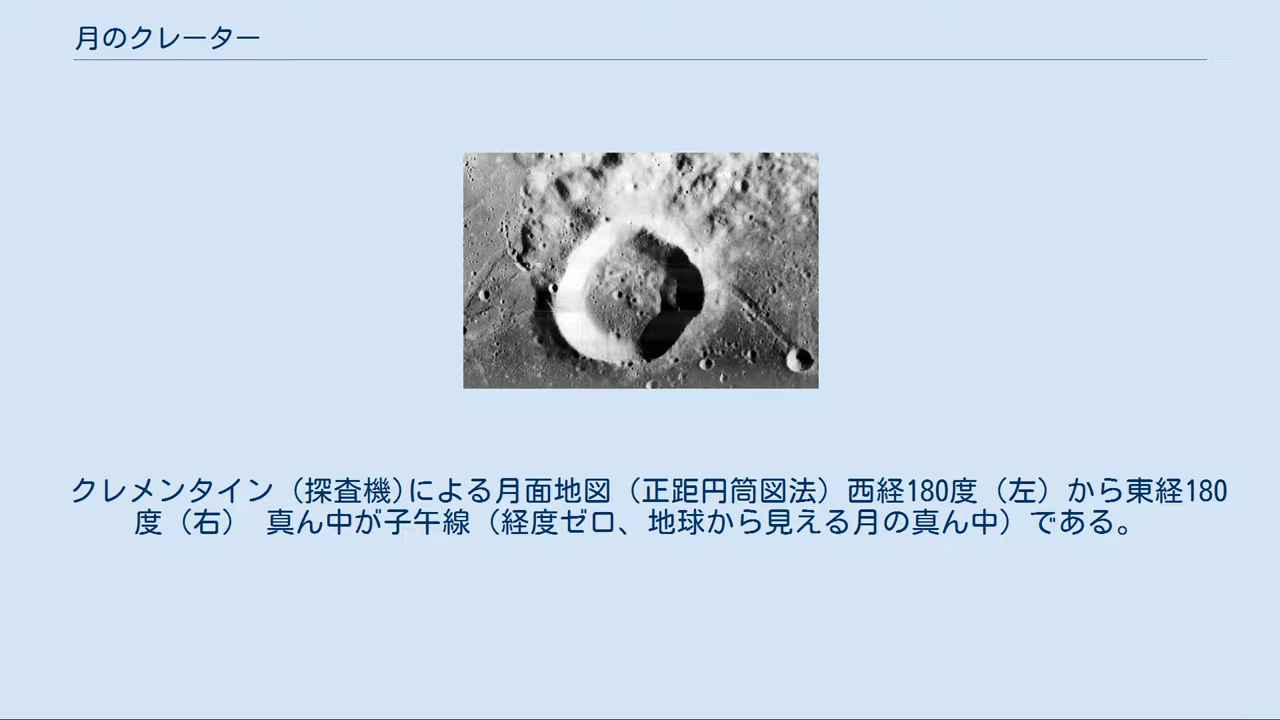 月のクレーター
クレメンタイン（探査機)による月面地図（正距円筒図法）西経180度（左）から東経180
度（右）　真ん中が子午線（経度ゼロ、地球から見える月の真ん中）である。